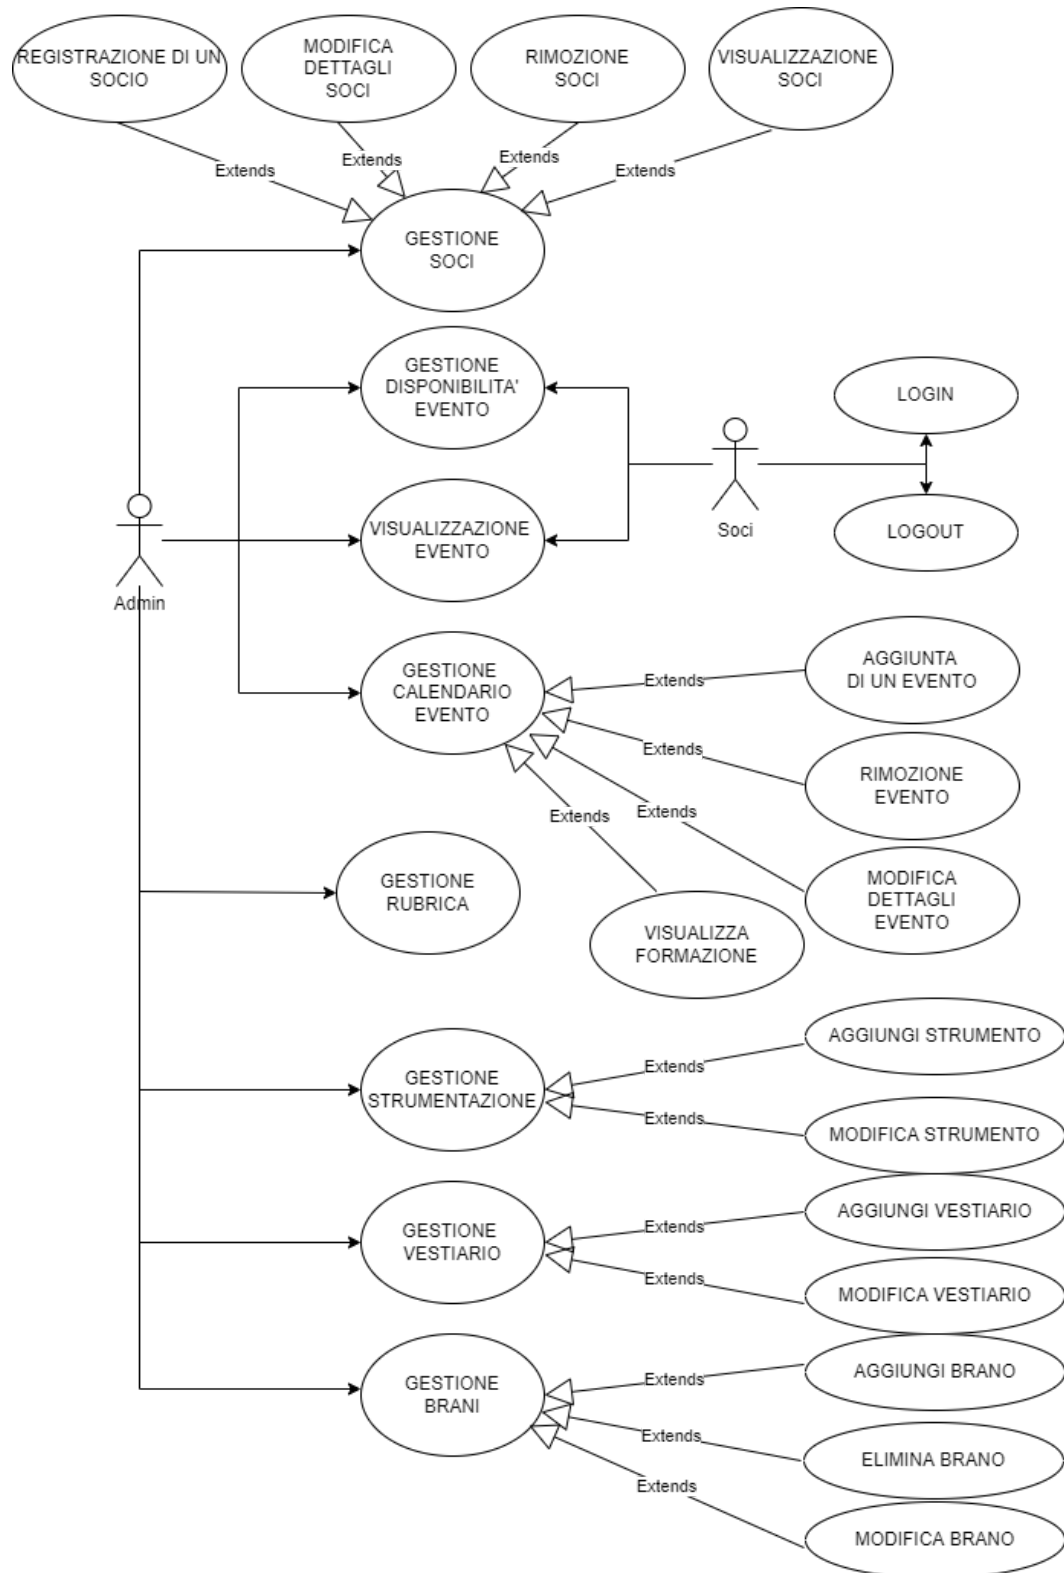 REGISTRAZIONE DI UN
SOCIO
MODIFICA
DETTAGLI
SOCI
RIMOZIONE
SOCI
VISUALIZZAZIONE
SOCI
Extends
Extends
Extends
Extends
GESTIONE
SOCI
GESTIONE
DISPONIBILITA'
EVENTO
LOGIN
Soci
LOGOUT
VISUALIZZAZIONE
EVENTO
Admin
GESTIONE
CALENDARIO
EVENTO
Extends
AGGIUNTA
DI UN EVENTO
Extends
RIMOZIONE
EVENTO
Extends
Extends
MODIFICA
DETTAGLI
EVENTO
GESTIONE
RUBRICA
VISUALIZZA
FORMAZIONE
AGGIUNGI STRUMENTO
Extends
GESTIONE
STRUMENTAZIONE
Extends
MODIFICA STRUMENTO
AGGIUNGI VESTIARIO
Extends
GESTIONE
VESTIARIO
Extends
MODIFICA VESTIARIO
AGGIUNGI BRANO
Extends
GESTIONE
BRANI
Extends
ELIMINA BRANO
Extends
MODIFICA BRANO